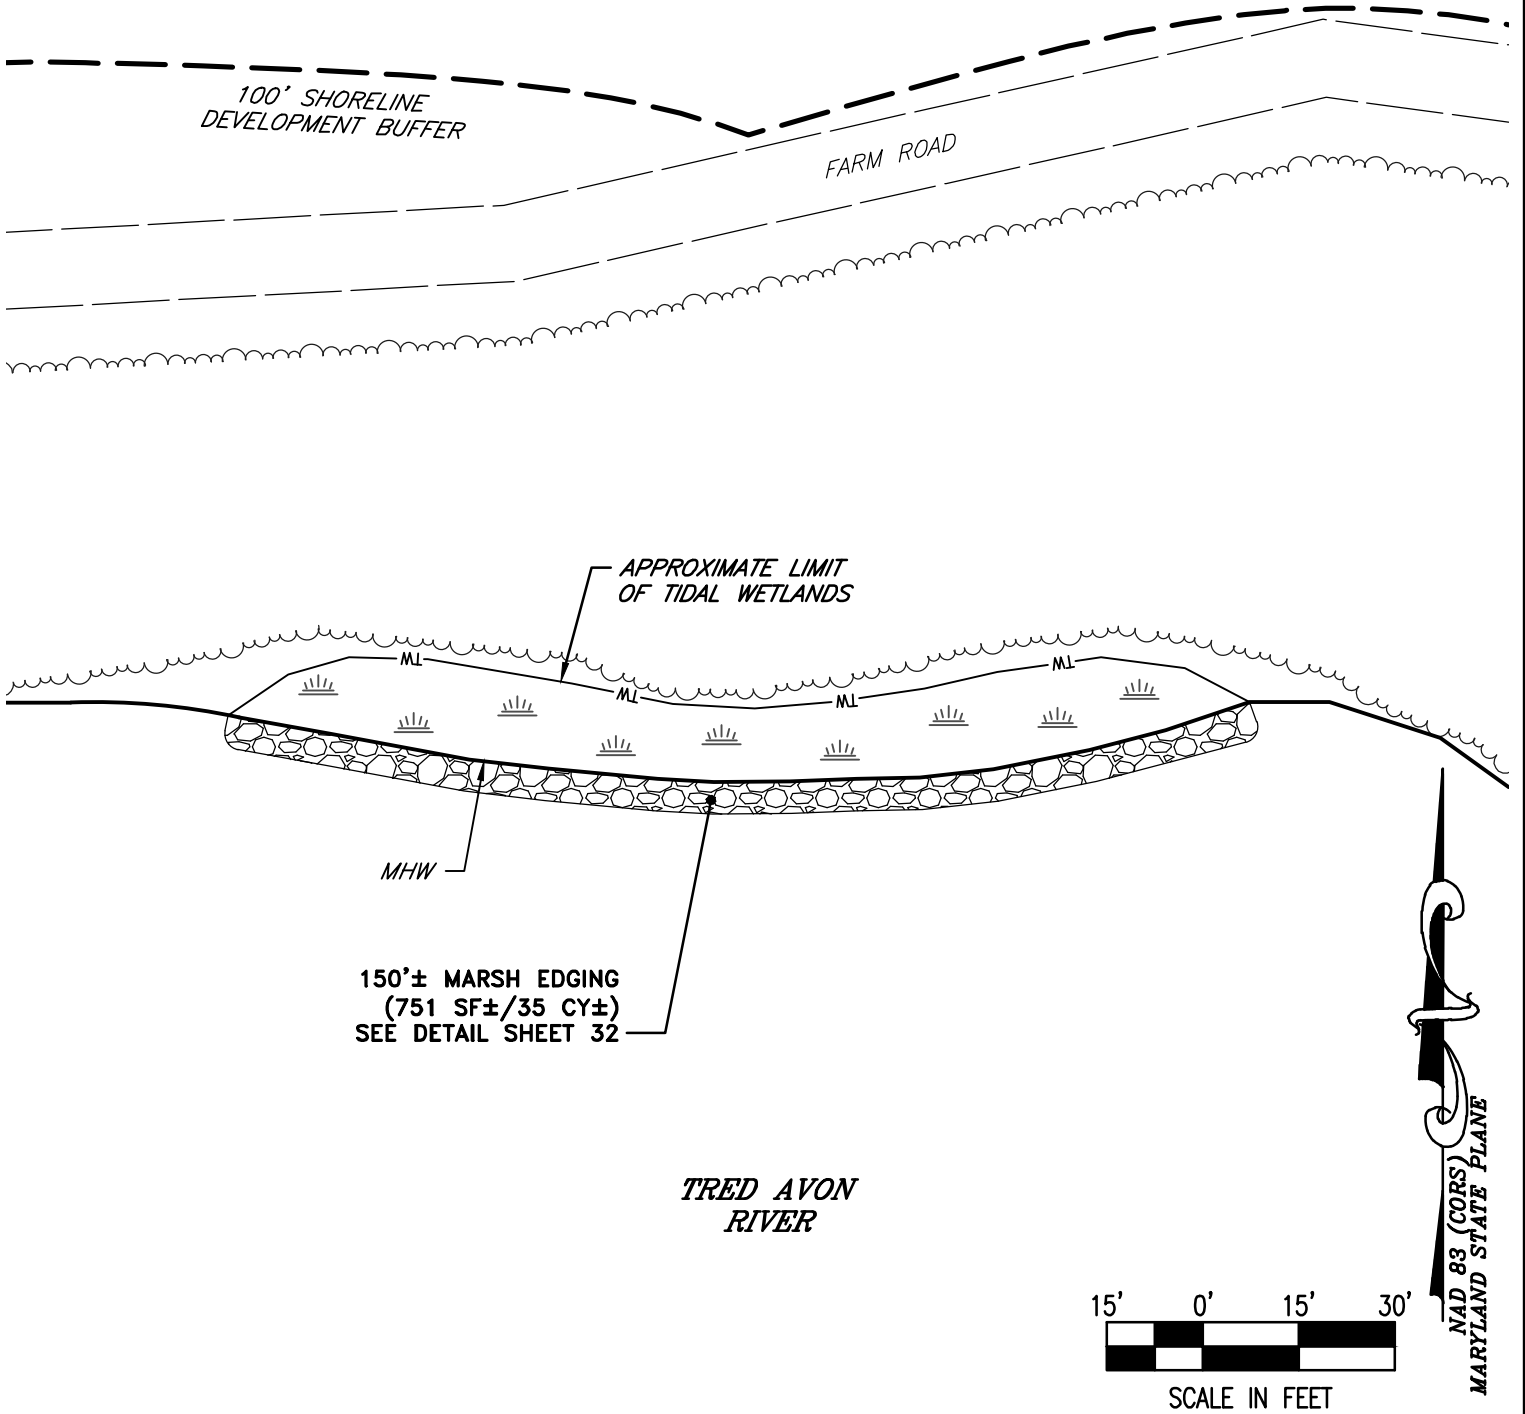 100' SHORELINE
DEVELOPMENT BUFFER
FARM ROAD
APPROXIMATE LIMIT
OF TIDAL WETLANDS
TW
TW
TW
TW
MHW
150'± MARSH EDGING
(751 SF±/35 CY±)
SEE DETAIL SHEET 32
TRED AVON
RIVER
NAD 83 (CORS)
MARYLAND STATE PLANE
15' 0' 15' 30'
SCALE IN FEET